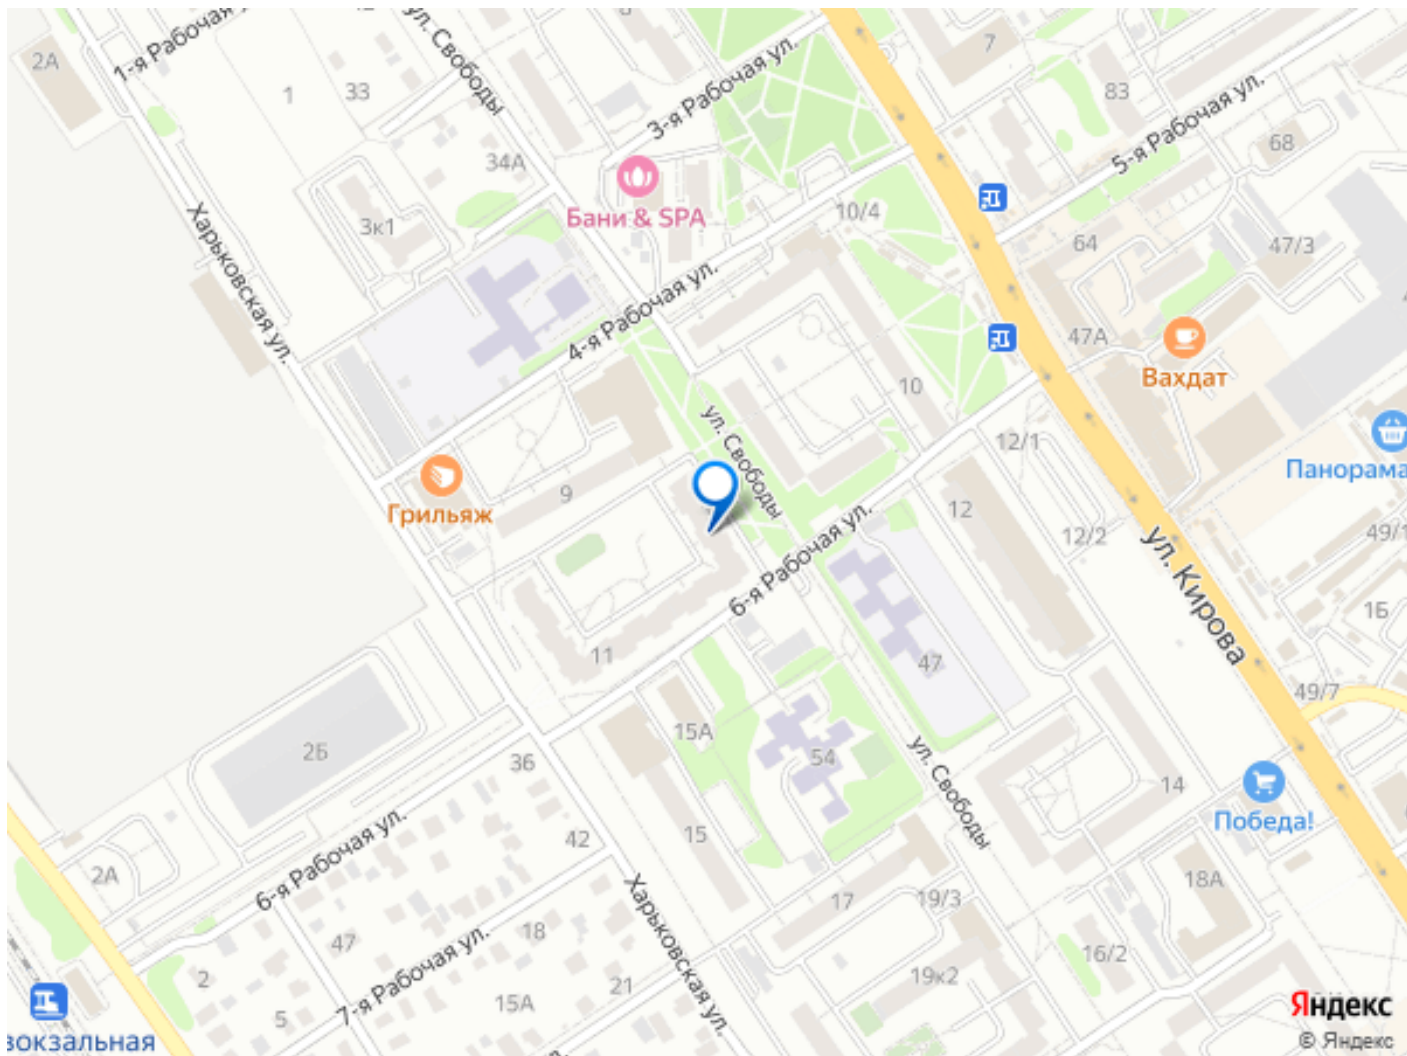 2А
1-я Рабочая ул.
1
33
ул. Свободы
3-я Рабочая ул.
7
83
5-я Рабочая ул.
68
34А
Бани & SPA
3к1
10/4
64
47/3
Харьковская ул.
4-я Рабочая ул.
47А
Вахдат
10
ул. Свободы
12/1
Панорама
Грильяж
9
12
12/2
49/1
ул. Кирова
6-я Рабочая ул.
1Б
11
47
49/7
15А
54
2Б
36
ул. Свободы
14
Победа!
15
42
6-я Рабочая ул.
2А
18А
17
19/3
Харьковская ул.
18
47
7-я Рабочая ул.
16/2
2
19к2
21
15А
5
вокзальная
Яндекс
© Яндекс